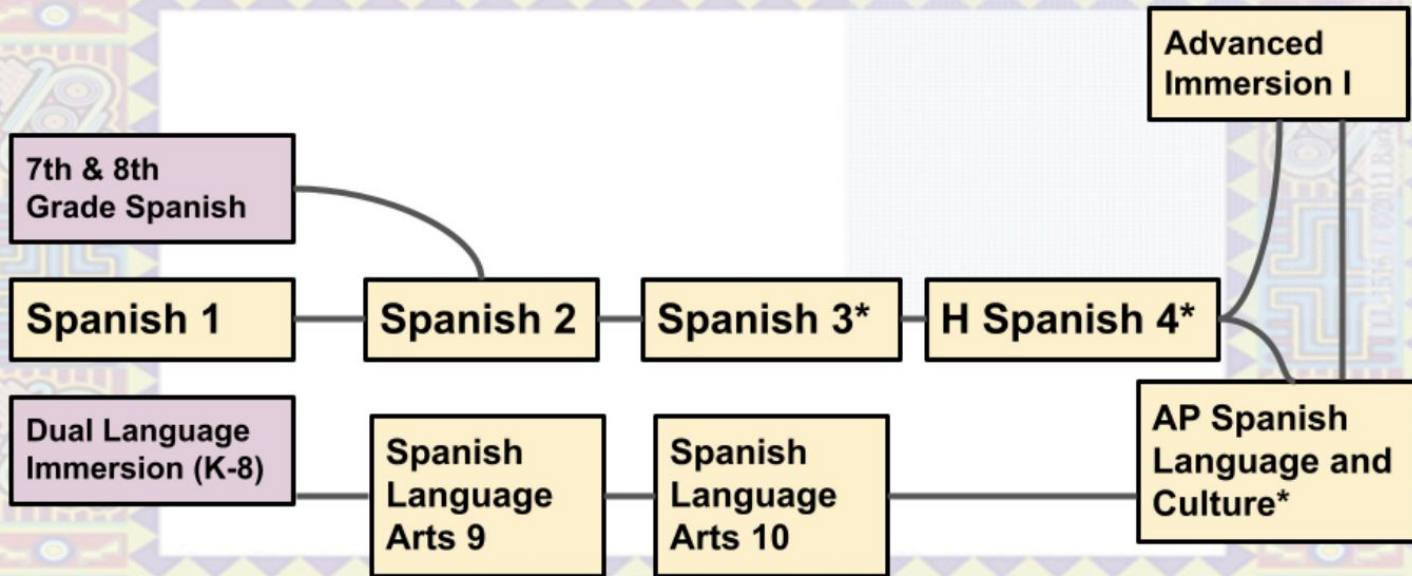 Advanced
Immersion I
7th & 8th
Grade Spanish
Spanish 1
Spanish 2
Spanish 3*
H Spanish 4*
Dual Language
Immersion (K-8)
Spanish
Language
Arts 9
Spanish
Language
Arts 10
AP Spanish
Language and
Culture*